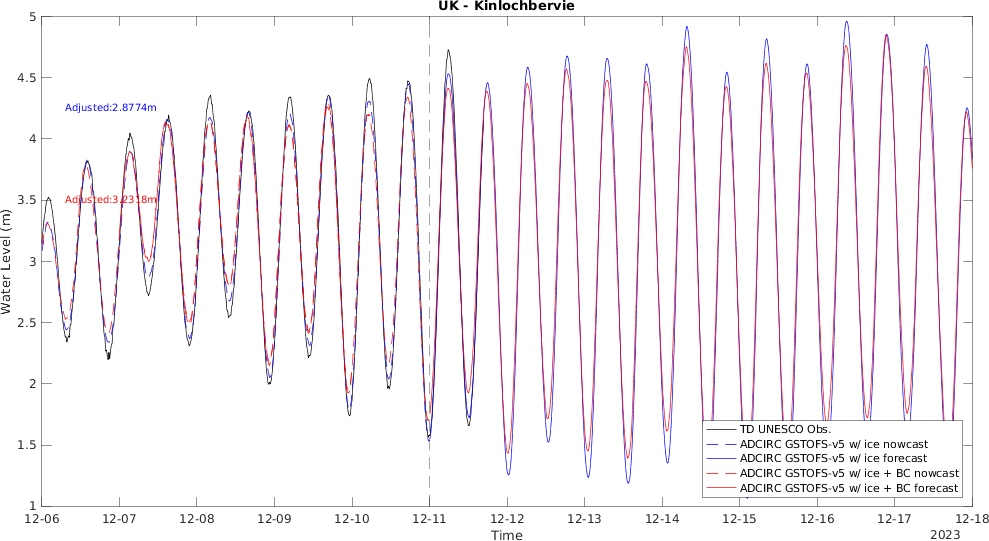 UK - Kinlochbervie
5
4.5
4
3.5
3
2.5
2
1.5
1
Water Level (m)
Adjusted:2.8774m
Adjusted:3.2318m
TD UNESCO Obs.
ADCIRC GSTOFS-v5 w/ ice nowcast
ADCIRC GSTOFS-v5 w/ ice forecast
ADCIRC GSTOFS-v5 w/ ice + BC nowcast
ADCIRC GSTOFS-v5 w/ ice + BC forecast
12-06 12-07 12-08 12-09 12-10 12-11 12-12 12-13 12-14 12-15 12-16 12-17 12-18
Time
2023